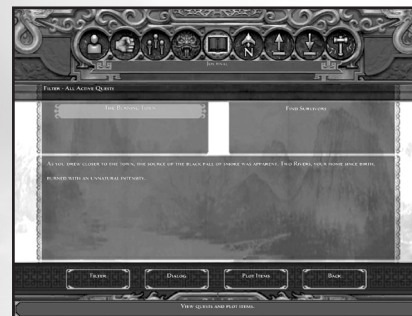 Journal
Filter - All Active Quests
The Burning Town
Find Survivors
As you drew closer to the town, the source of the black pall of smoke was apparent. Two Rivers, your home since birth,
burned with an unnatural intensity.
Filter
Dialog
Plot Items
Back
View quests and plot items.